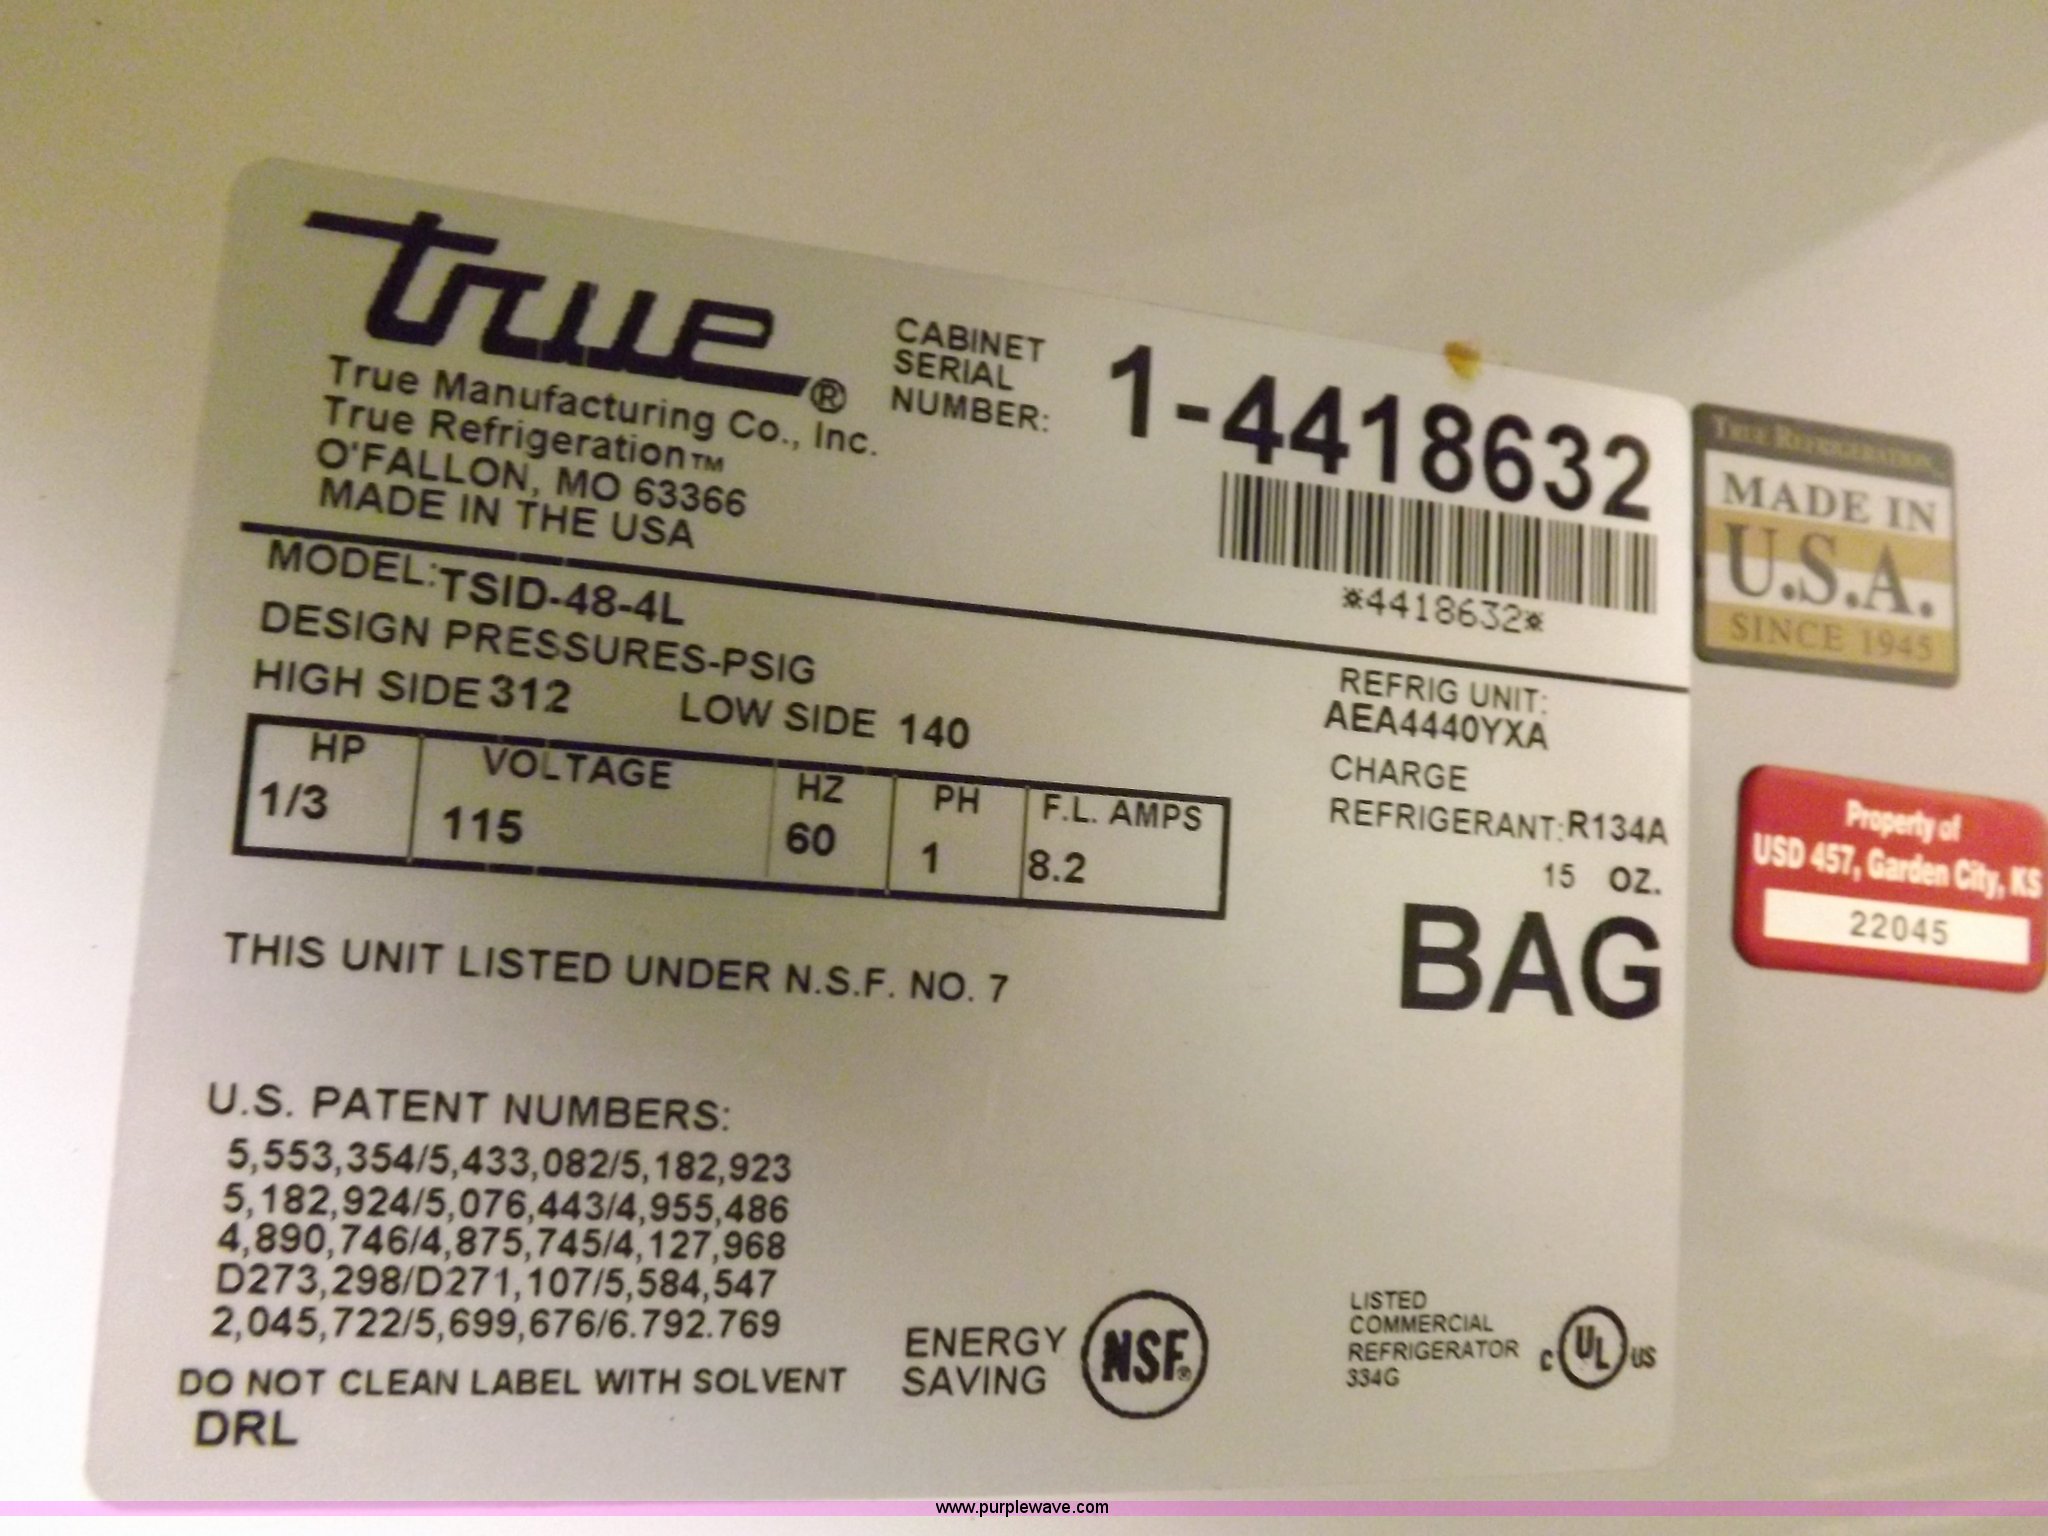 true®
True Manufacturing Co., Inc.
True Refrigeration™
O'FALLON, MO 63366
MADE IN THE USA
CABINET
SERIAL
NUMBER:
1-4418632
*4418632*
MODEL:TSID-48-4L
DESIGN PRESSURES-PSIG
HIGH SIDE 312 LOW SIDE 140
HP VOLTAGE HZ PH F.L. AMPS
1/3 115 60 1 8.2
REFRIG UNIT:
AEA4440YXA
CHARGE
REFRIGERANT:R134A
15 OZ.
BAG
THIS UNIT LISTED UNDER N.S.F. NO. 7
U.S. PATENT NUMBERS:
5,553,354/5,433,082/5,182,923
5,182,924/5,076,443/4,955,486
4,890,746/4,875,745/4,127,968
D273,298/D271,107/5,584,547
2,045,722/5,699,676/6.792.769
DO NOT CLEAN LABEL WITH SOLVENT
DRL
ENERGY
SAVING
NSF®
LISTED
COMMERCIAL
REFRIGERATOR
334G
C UL US
TRUE REFRIGERATION
MADE IN
U.S.A.
SINCE 1945
Property of
USD 457, Garden City, KS
22045
www.purplewave.com